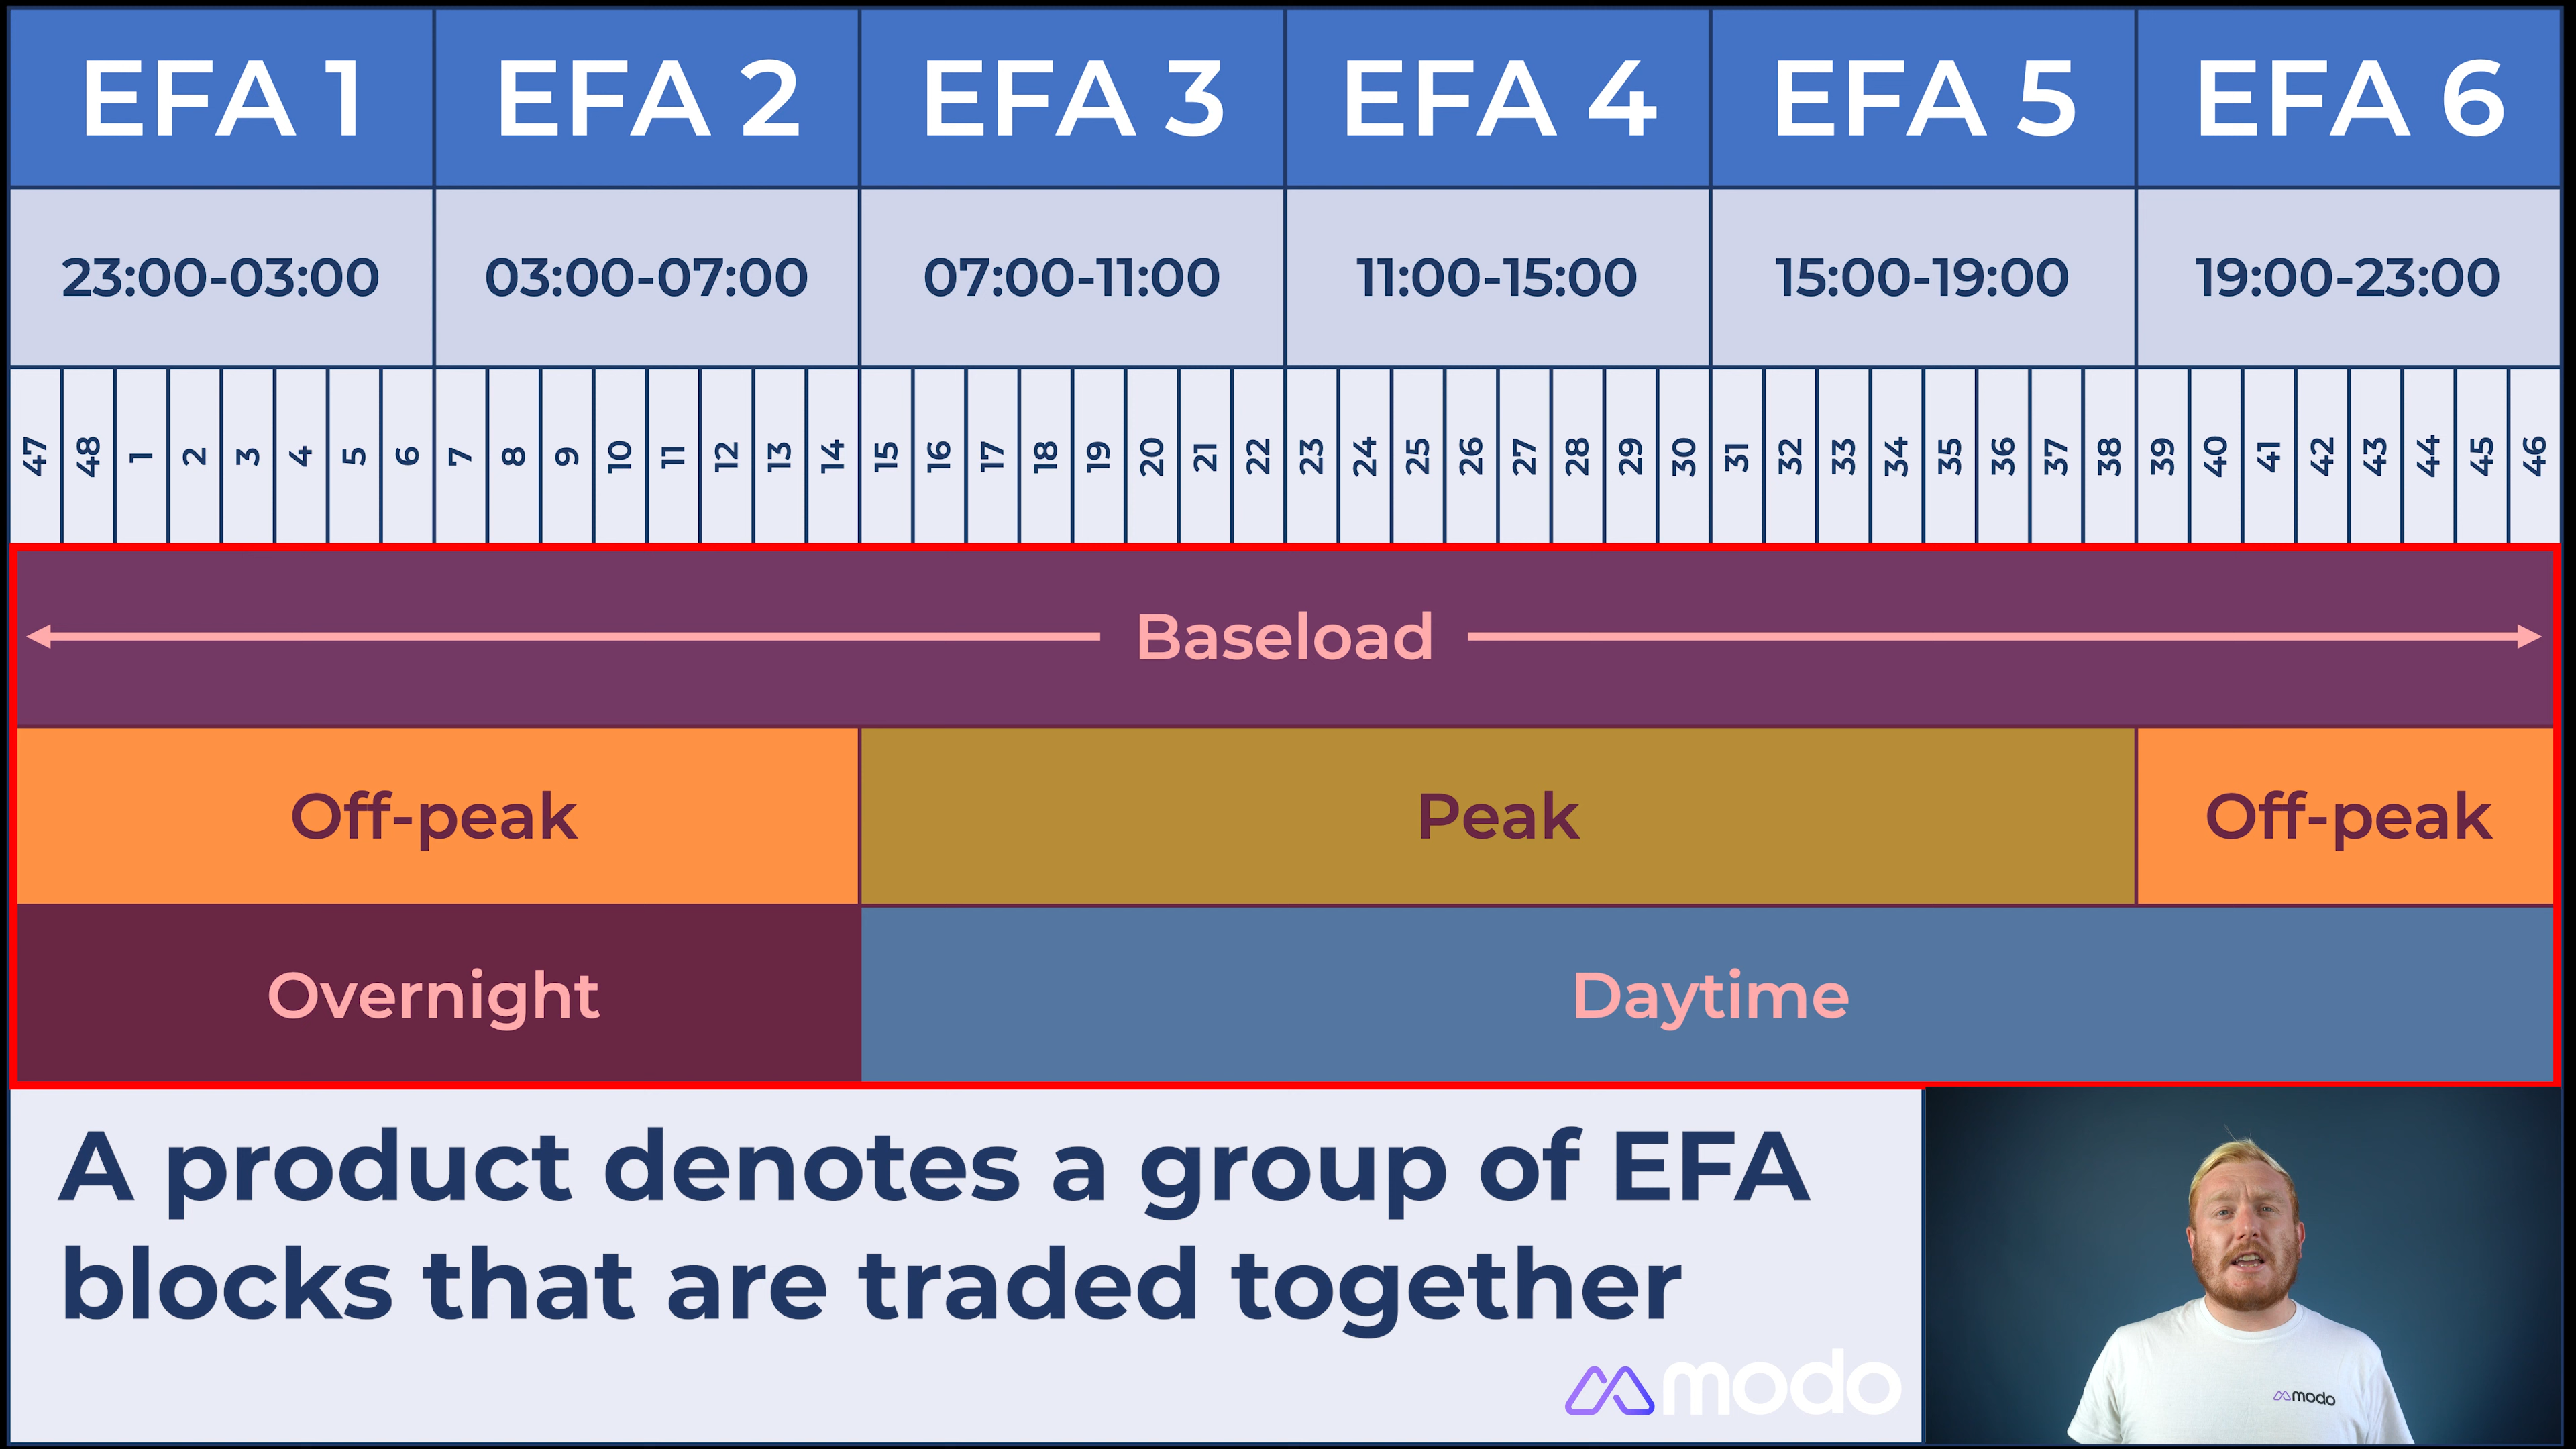 EFA 1 EFA 2 EFA 3 EFA 4 EFA 5 EFA 6
23:00-03:00 03:00-07:00 07:00-11:00 11:00-15:00 15:00-19:00 19:00-23:00
47 48 1 2 3 4 5 6 7 8 9 10 11 12 13 14 15 16 17 18 19 20 21 22 23 24 25 26 27 28 29 30 31 32 33 34 35 36 37 38 39 40 41 42 43 44 45 46
Baseload
Off-peak Peak Off-peak
Overnight Daytime
A product denotes a group of EFA
blocks that are traded together
modo
modo